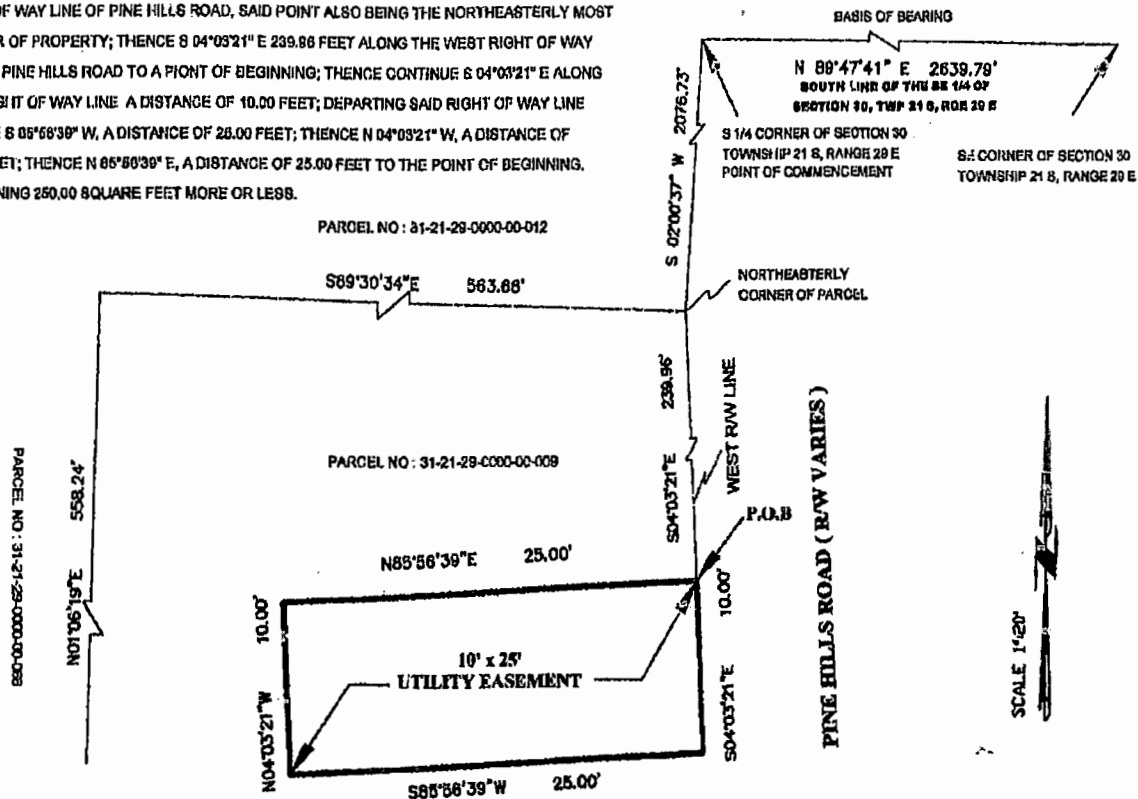 OF WAY LINE OF PINE HILLS ROAD, SAID POINT ALSO BEING THE NORTHEASTERLY MOST
R OF PROPERTY; THENCE S 04°03'21" E 239.96 FEET ALONG THE WEST RIGHT OF WAY
PINE HILLS ROAD TO A PIONT OF BEGINNING; THENCE CONTINUE S 04°03'21" E ALONG
GHT OF WAY LINE A DISTANCE OF 10.00 FEET; DEPARTING SAID RIGHT OF WAY LINE
E S 85°56'39" W, A DISTANCE OF 25.00 FEET; THENCE N 04°03'21" W, A DISTANCE OF
ET; THENCE N 85°56'39" E, A DISTANCE OF 25.00 FEET TO THE POINT OF BEGINNING.
NING 250.00 SQUARE FEET MORE OR LESS.
BASIS OF BEARING
N 89°47'41" E 2639.79'
SOUTH LINE OF THE SE 1/4 OF
SECTION 30, TWP 21 S, RGE 29 E
S 1/4 CORNER OF SECTION 30
TOWNSHIP 21 S, RANGE 29 E
POINT OF COMMENCEMENT
SE CORNER OF SECTION 30
TOWNSHIP 21 S, RANGE 29 E
S 02°00'37" W 2076.73'
PARCEL NO : 31-21-29-0000-00-012
S89°30'34"E 563.66'
NORTHEASTERLY
CORNER OF PARCEL
S04°03'21"E 239.96'
WEST R/W LINE
PARCEL NO : 31-21-29-0000-00-009
P.O.B
PARCEL NO : 31-21-29-0000-00-068
N01°06'19"E 558.24'
N85°56'39"E 25.00'
10.00'
N04°03'21"W
10' x 25'
UTILITY EASEMENT
10.00'
S04°03'21"E
S85°56'39"W 25.00'
PINE HILLS ROAD ( R/W VARIES )
SCALE 1"=20'